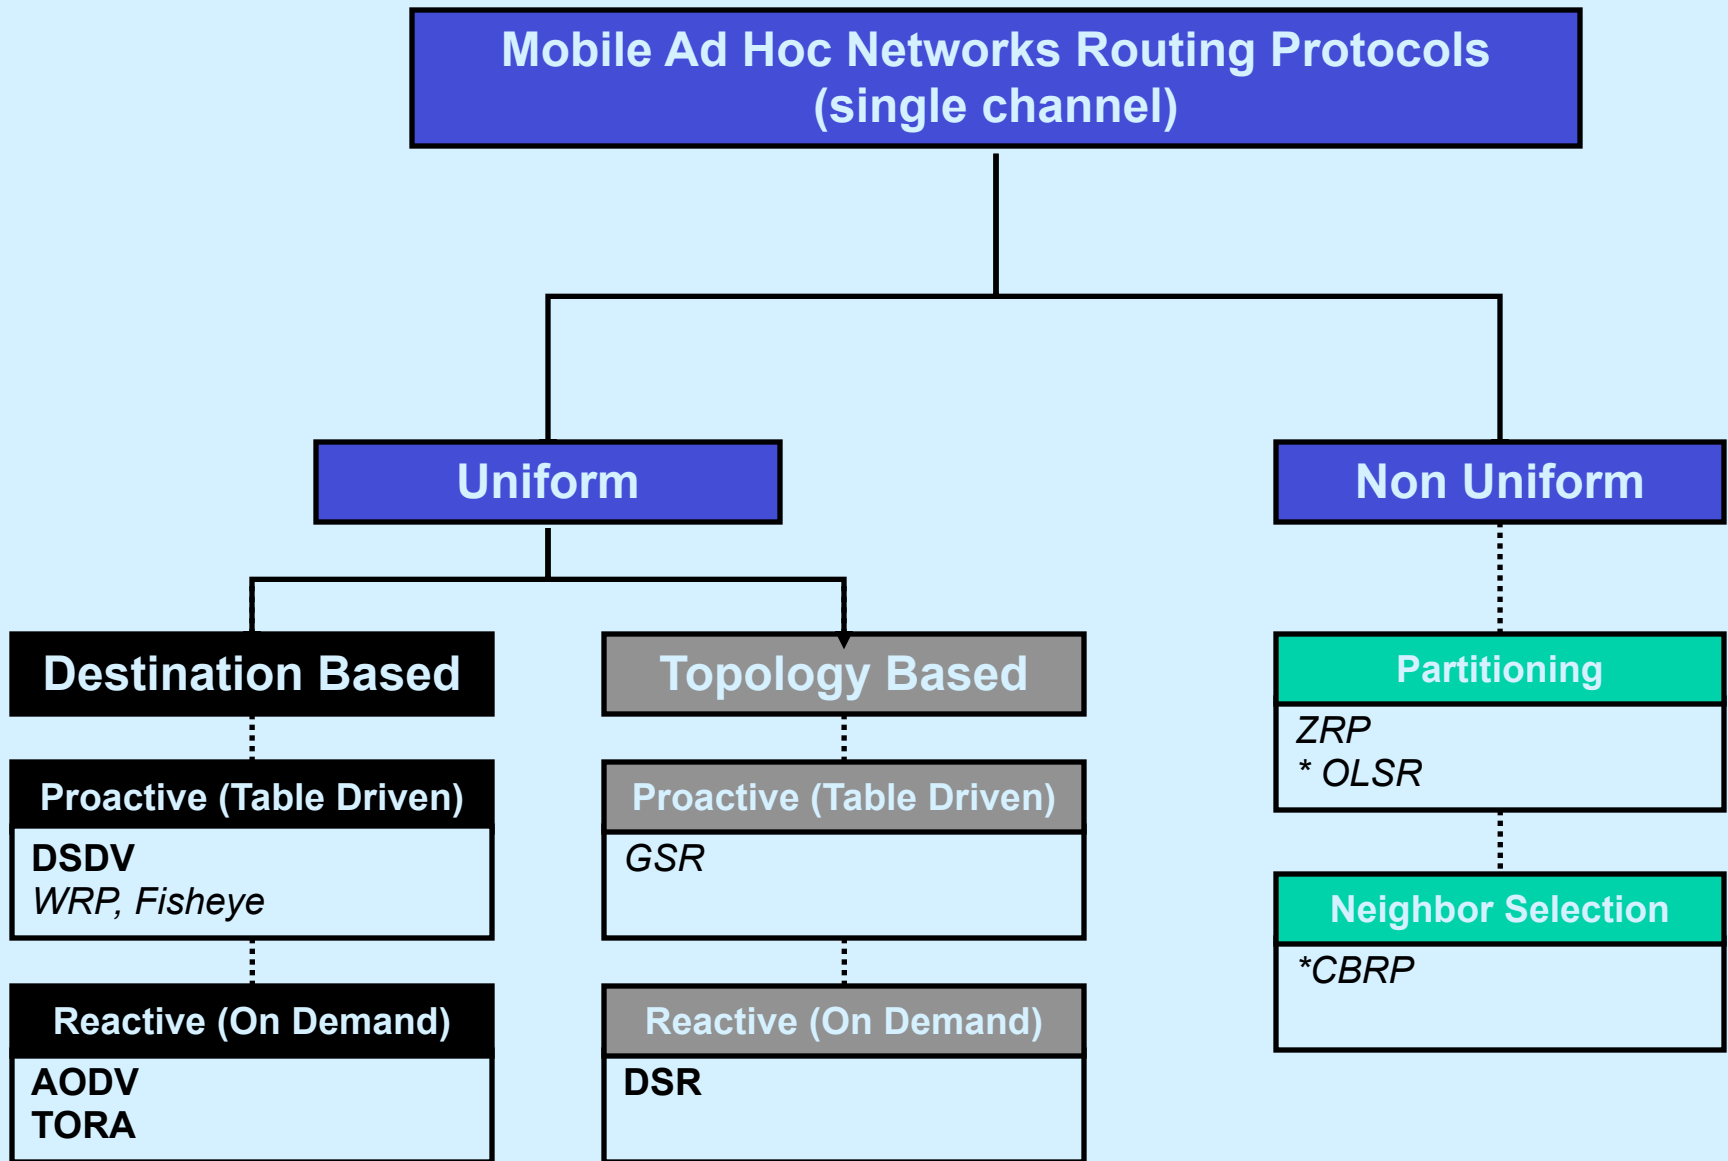 Mobile Ad Hoc Networks Routing Protocols
(single channel)
Uniform
Non Uniform
Destination Based
Topology Based
Partitioning
ZRP
* OLSR
Proactive (Table Driven)
DSDV
WRP, Fisheye
Proactive (Table Driven)
GSR
Neighbor Selection
*CBRP
Reactive (On Demand)
AODV
TORA
Reactive (On Demand)
DSR